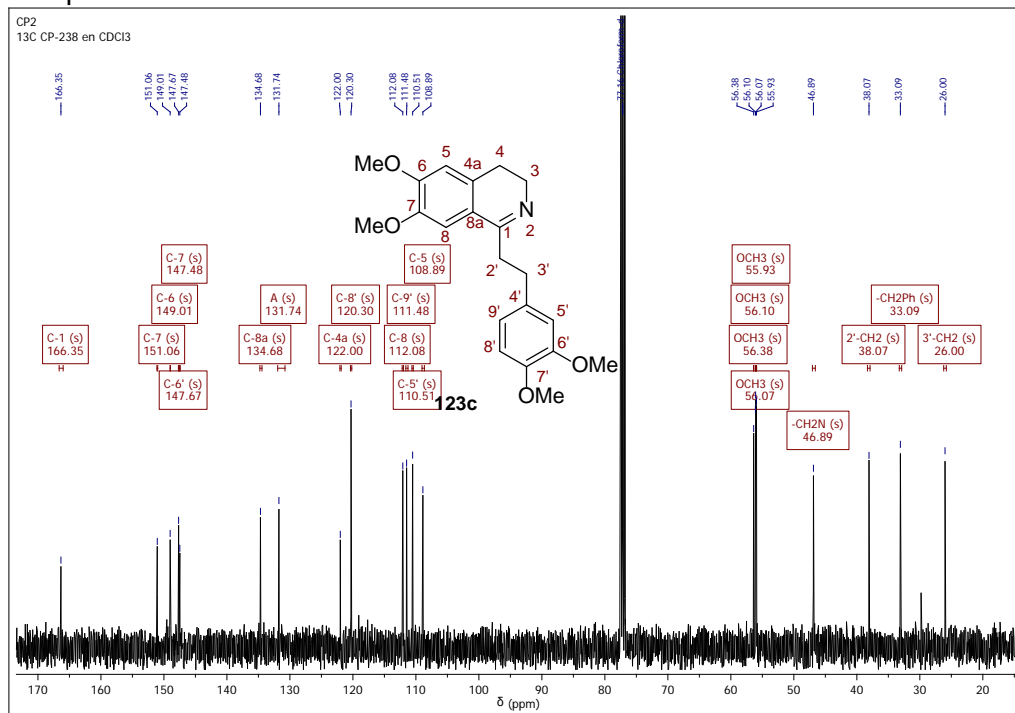 CP2
13C CP-238 en CDCl3
166.35
151.06
149.01
147.67
147.48
134.68
131.74
122.00
120.30
112.08
111.48
110.51
108.89
77.16 Chloroform-d
56.38
56.10
56.07
55.93
46.89
38.07
33.09
26.00
MeO
MeO
5
6
7
8
4a
8a
4
3
N
2
1
2'
3'
4'
9'
5'
8'
6'
7'
OMe
OMe
123c
C-7 (s)
147.48
C-5 (s)
108.89
OCH3 (s)
55.93
C-6 (s)
149.01
A (s)
131.74
C-8' (s)
120.30
C-9' (s)
111.48
OCH3 (s)
56.10
-CH2Ph (s)
33.09
C-1 (s)
166.35
C-7 (s)
151.06
C-8a (s)
134.68
C-4a (s)
122.00
C-8 (s)
112.08
OCH3 (s)
56.38
2'-CH2 (s)
38.07
3'-CH2 (s)
26.00
C-6' (s)
147.67
C-5' (s)
110.51
OCH3 (s)
56.07
-CH2N (s)
46.89
170 160 150 140 130 120 110 100 90 80 70 60 50 40 30 20
δ (ppm)